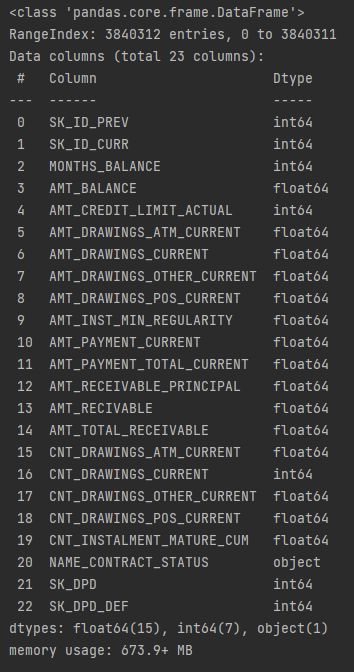 <class 'pandas.core.frame.DataFrame'>
RangeIndex: 3840312 entries, 0 to 3840311
Data columns (total 23 columns):
 #   Column                      Dtype
---  ------                      -----
 0   SK_ID_PREV                  int64
 1   SK_ID_CURR                  int64
 2   MONTHS_BALANCE              int64
 3   AMT_BALANCE                 float64
 4   AMT_CREDIT_LIMIT_ACTUAL     int64
 5   AMT_DRAWINGS_ATM_CURRENT    float64
 6   AMT_DRAWINGS_CURRENT        float64
 7   AMT_DRAWINGS_OTHER_CURRENT  float64
 8   AMT_DRAWINGS_POS_CURRENT    float64
 9   AMT_INST_MIN_REGULARITY     float64
 10  AMT_PAYMENT_CURRENT         float64
 11  AMT_PAYMENT_TOTAL_CURRENT   float64
 12  AMT_RECEIVABLE_PRINCIPAL    float64
 13  AMT_RECIVABLE               float64
 14  AMT_TOTAL_RECEIVABLE        float64
 15  CNT_DRAWINGS_ATM_CURRENT    float64
 16  CNT_DRAWINGS_CURRENT        int64
 17  CNT_DRAWINGS_OTHER_CURRENT  float64
 18  CNT_DRAWINGS_POS_CURRENT    float64
 19  CNT_INSTALMENT_MATURE_CUM   float64
 20  NAME_CONTRACT_STATUS        object
 21  SK_DPD                      int64
 22  SK_DPD_DEF                  int64
dtypes: float64(15), int64(7), object(1)
memory usage: 673.9+ MB